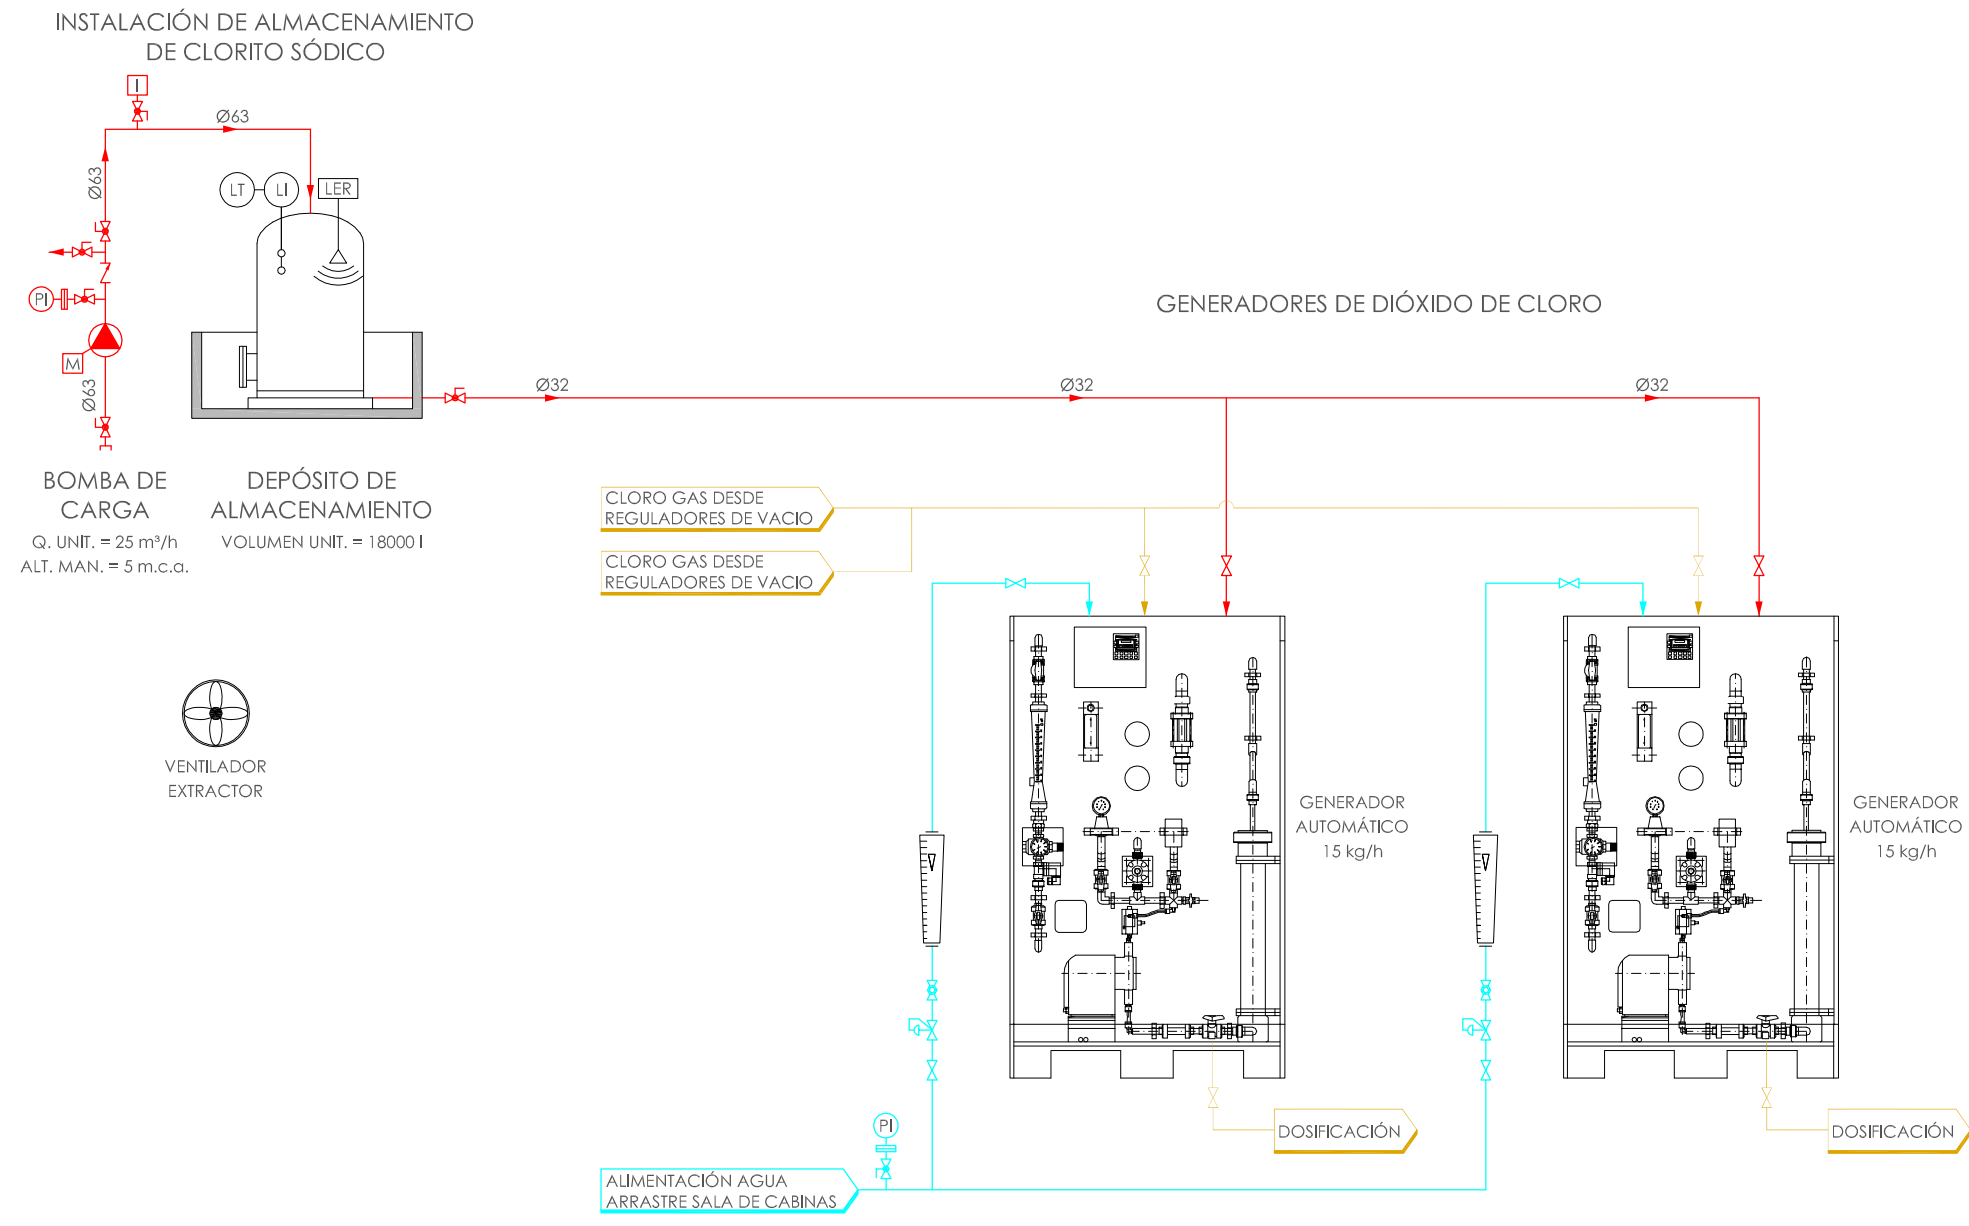 INSTALACIÓN DE ALMACENAMIENTO
DE CLORITO SÓDICO
I
Ø63
Ø63
LT
LI
LER
PI
M
Ø63
GENERADORES DE DIÓXIDO DE CLORO
Ø32
Ø32
Ø32
BOMBA DE
CARGA
Q. UNIT. = 25 m³/h
ALT. MAN. = 5 m.c.a.
DEPÓSITO DE
ALMACENAMIENTO
VOLUMEN UNIT. = 18000 l
CLORO GAS DESDE
REGULADORES DE VACIO
CLORO GAS DESDE
REGULADORES DE VACIO
VENTILADOR
EXTRACTOR
GENERADOR
AUTOMÁTICO
15 kg/h
GENERADOR
AUTOMÁTICO
15 kg/h
PI
DOSIFICACIÓN
DOSIFICACIÓN
ALIMENTACIÓN AGUA
ARRASTRE SALA DE CABINAS